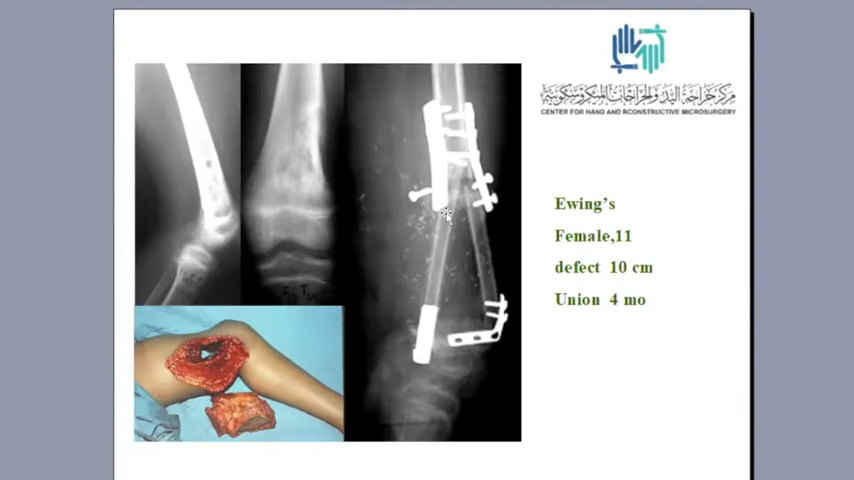 مركز جراحة اليد والجراحات الميكروسكوبية
CENTER FOR HAND AND RCONSTRUCTIVE MICROSURGERY
Ewing’s
Female,11
defect 10 cm
Union 4 mo